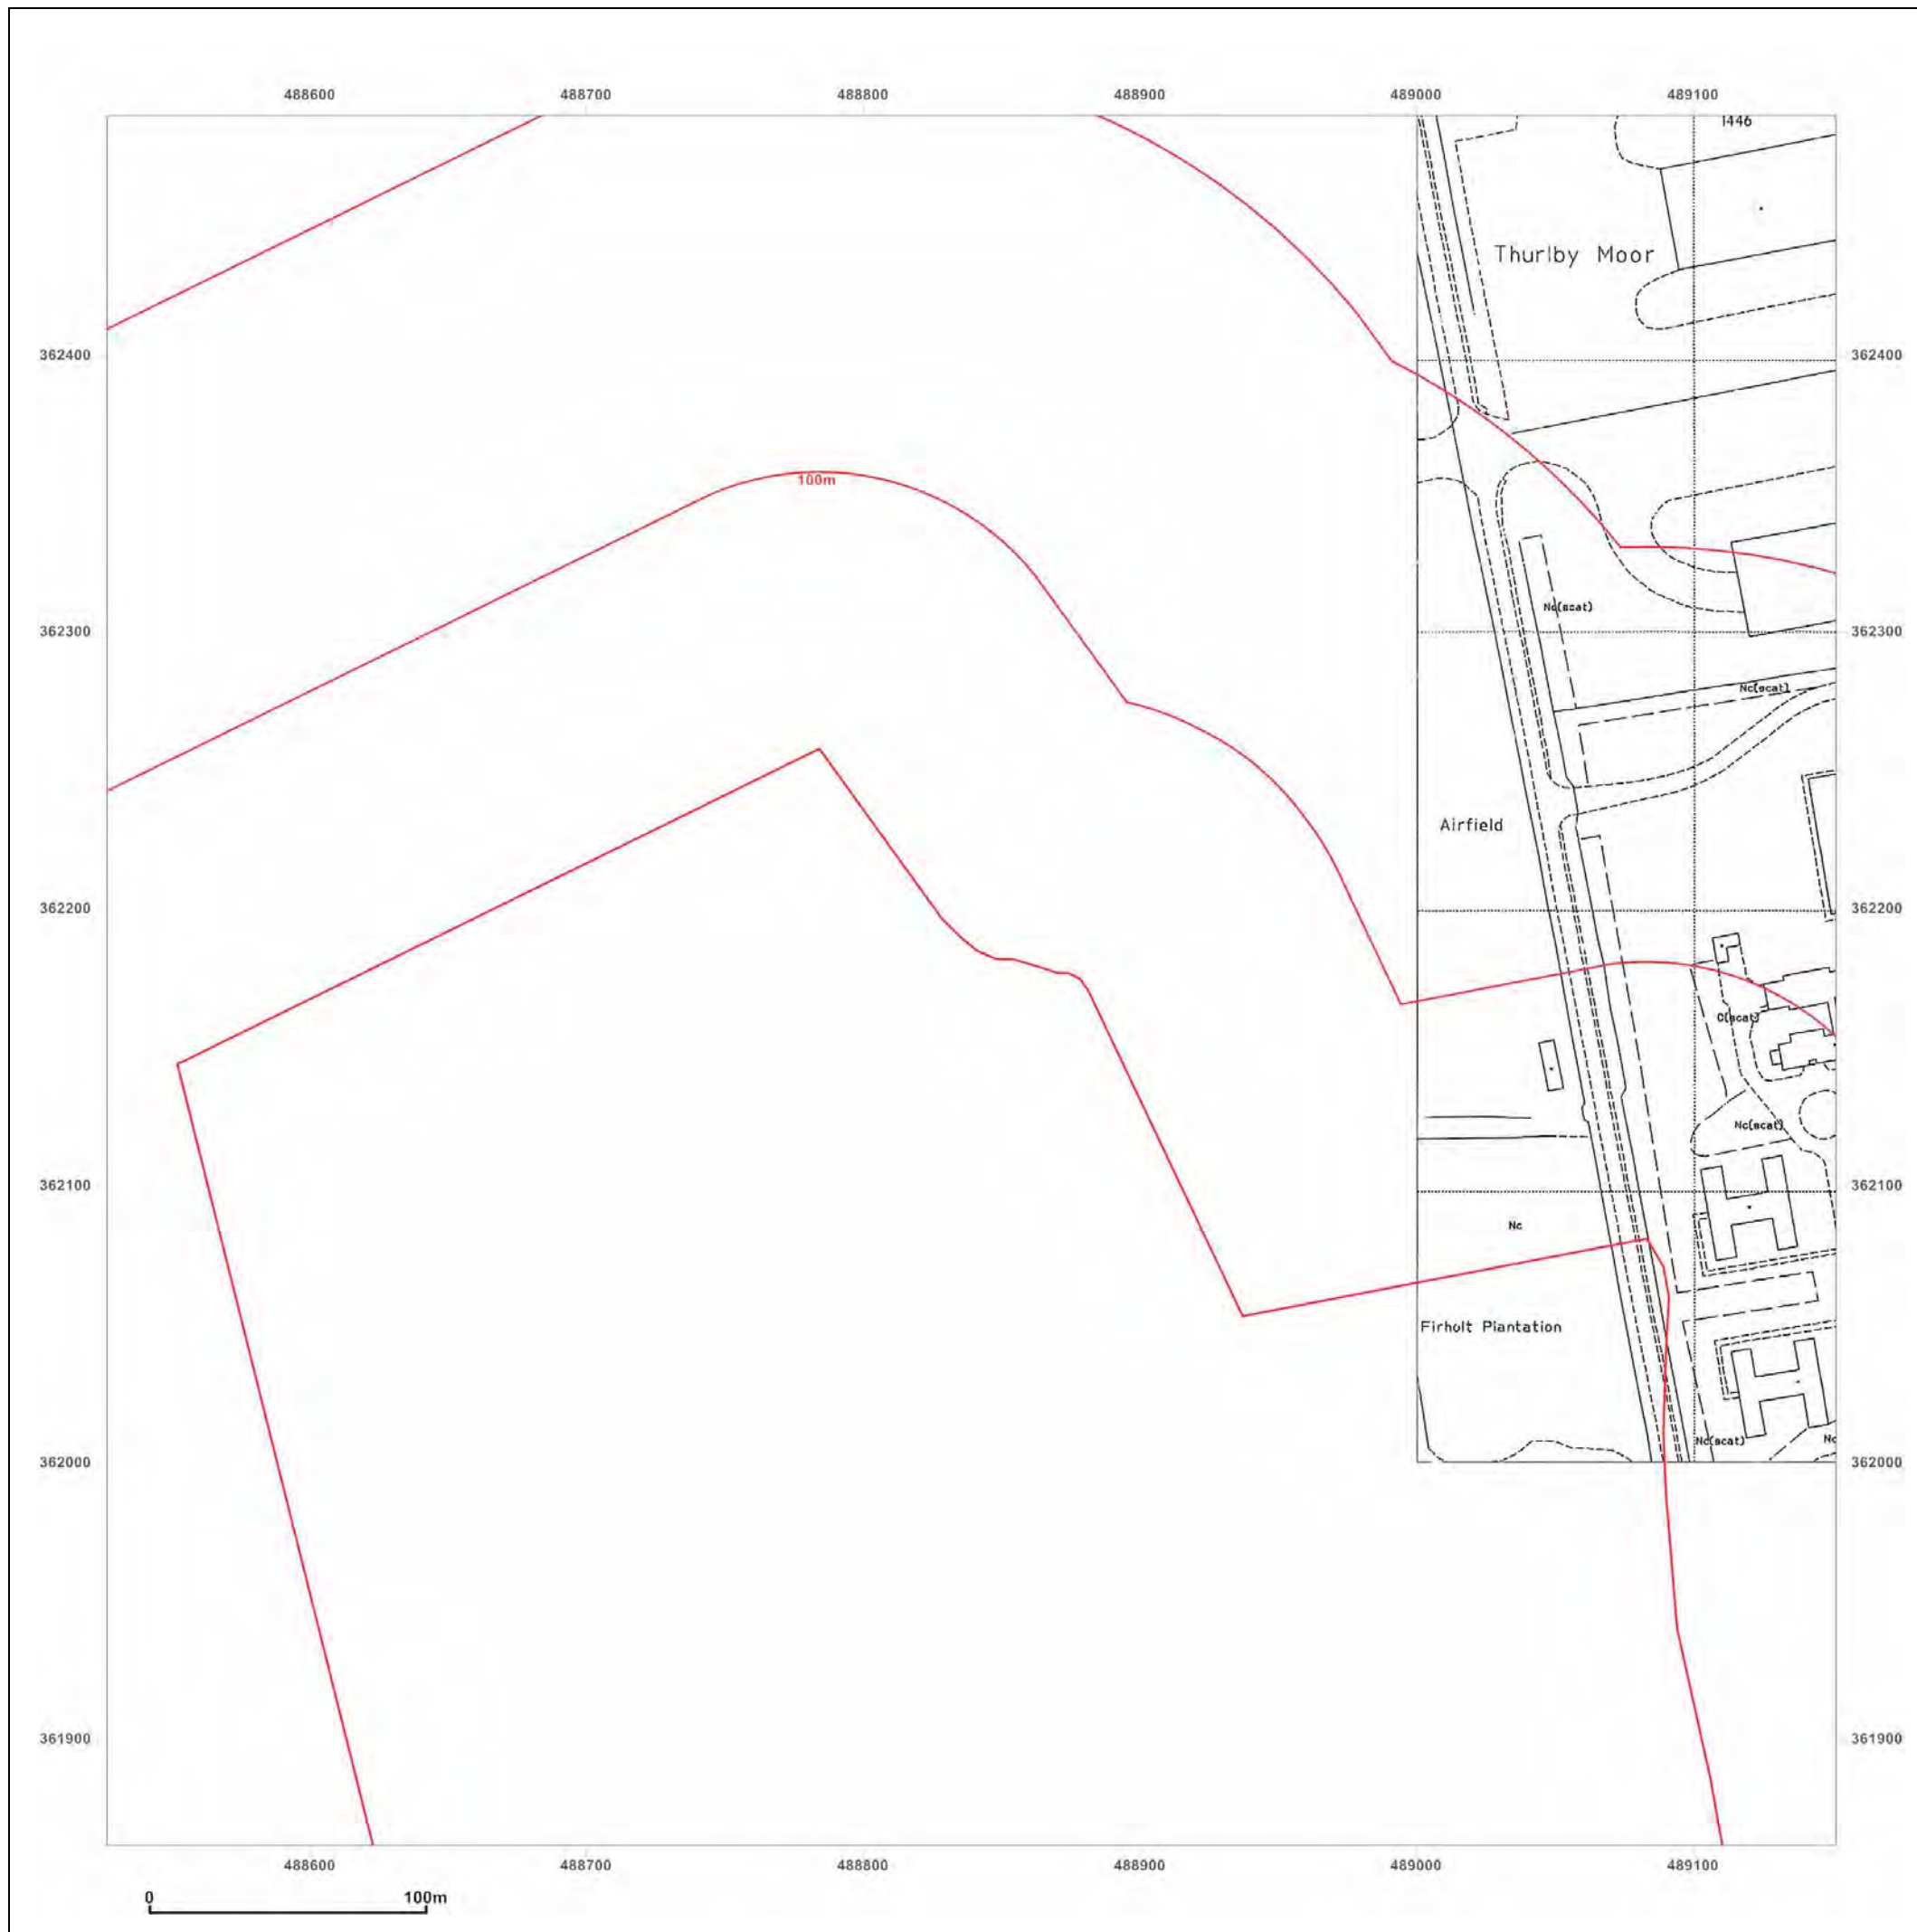 488600 488700 488800 488900 489000 489100
1446
Thurlby Moor
362400 362400
100m
Nc(scat)
362300 362300
Nc(scat)
Airfield
362200 362200
C(scat)
Nc(scat)
362100 362100
Nc
Firholt Plantation
Nc(scat) Nc
362000 362000
361900 361900
488600 488700 488800 488900 489000 489100
0 100m